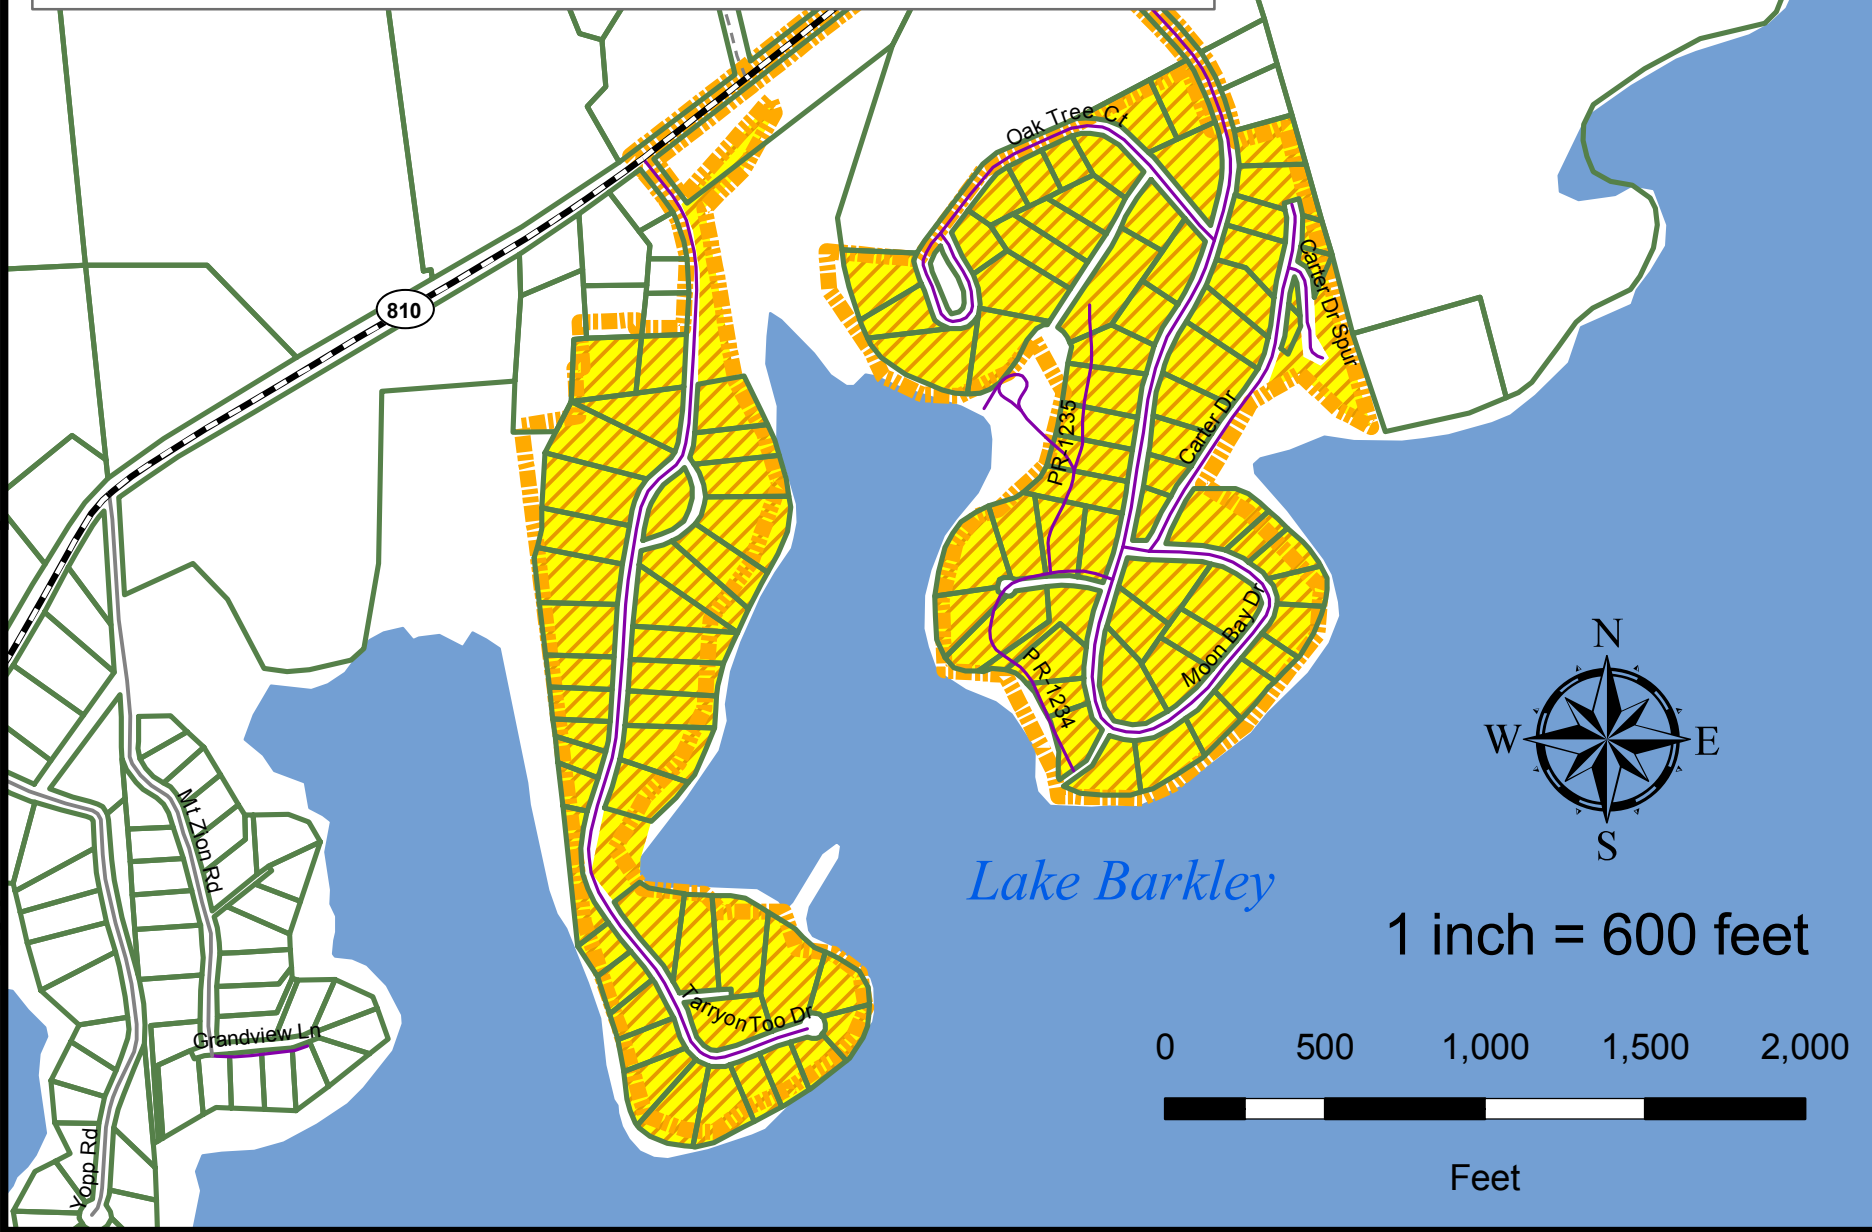 Oak Tree Ct
Carter Dr Spur
810
PR-1235
Carter Dr
Moon Bay Dr
PR-1234
N
W
E
S
Mt Zion Rd
Lake Barkley
1 inch = 600 feet
Tarryon Too Dr
Grandview Ln
0 500 1,000 1,500 2,000
Yopp Rd
Feet